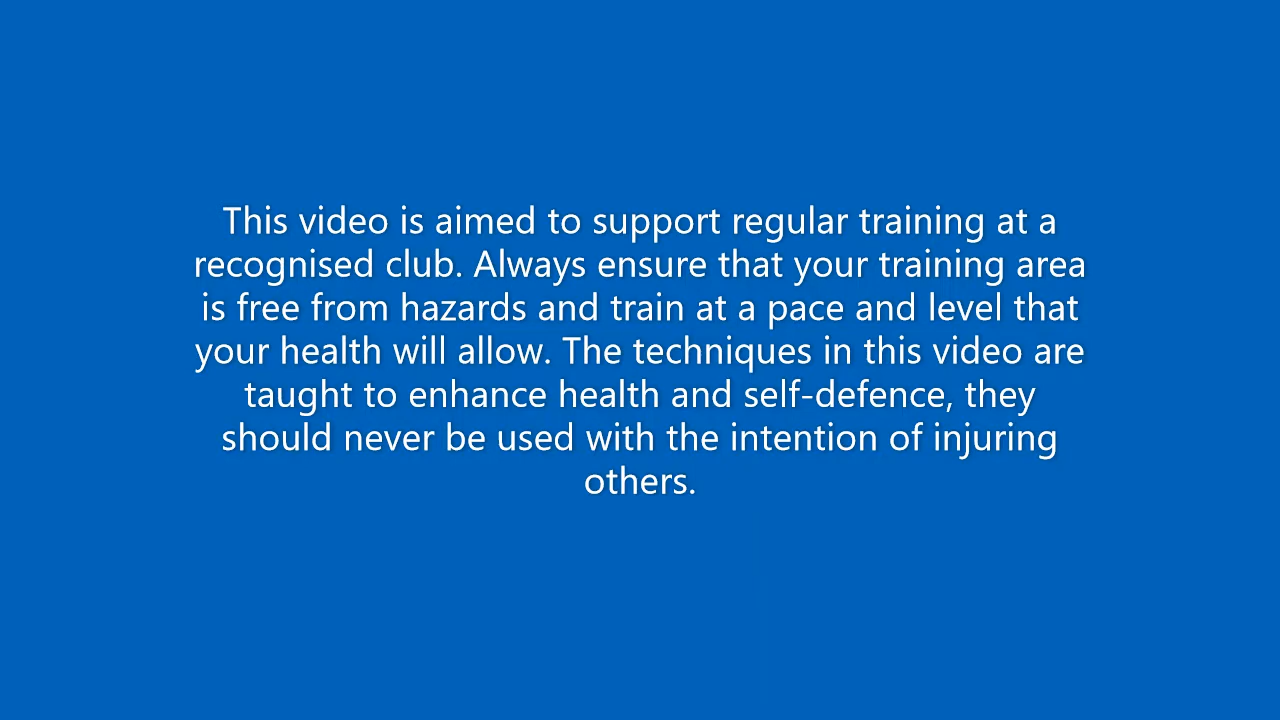 This video is aimed to support regular training at a
recognised club. Always ensure that your training area
is free from hazards and train at a pace and level that
your health will allow. The techniques in this video are
taught to enhance health and self-defence, they
should never be used with the intention of injuring
others.